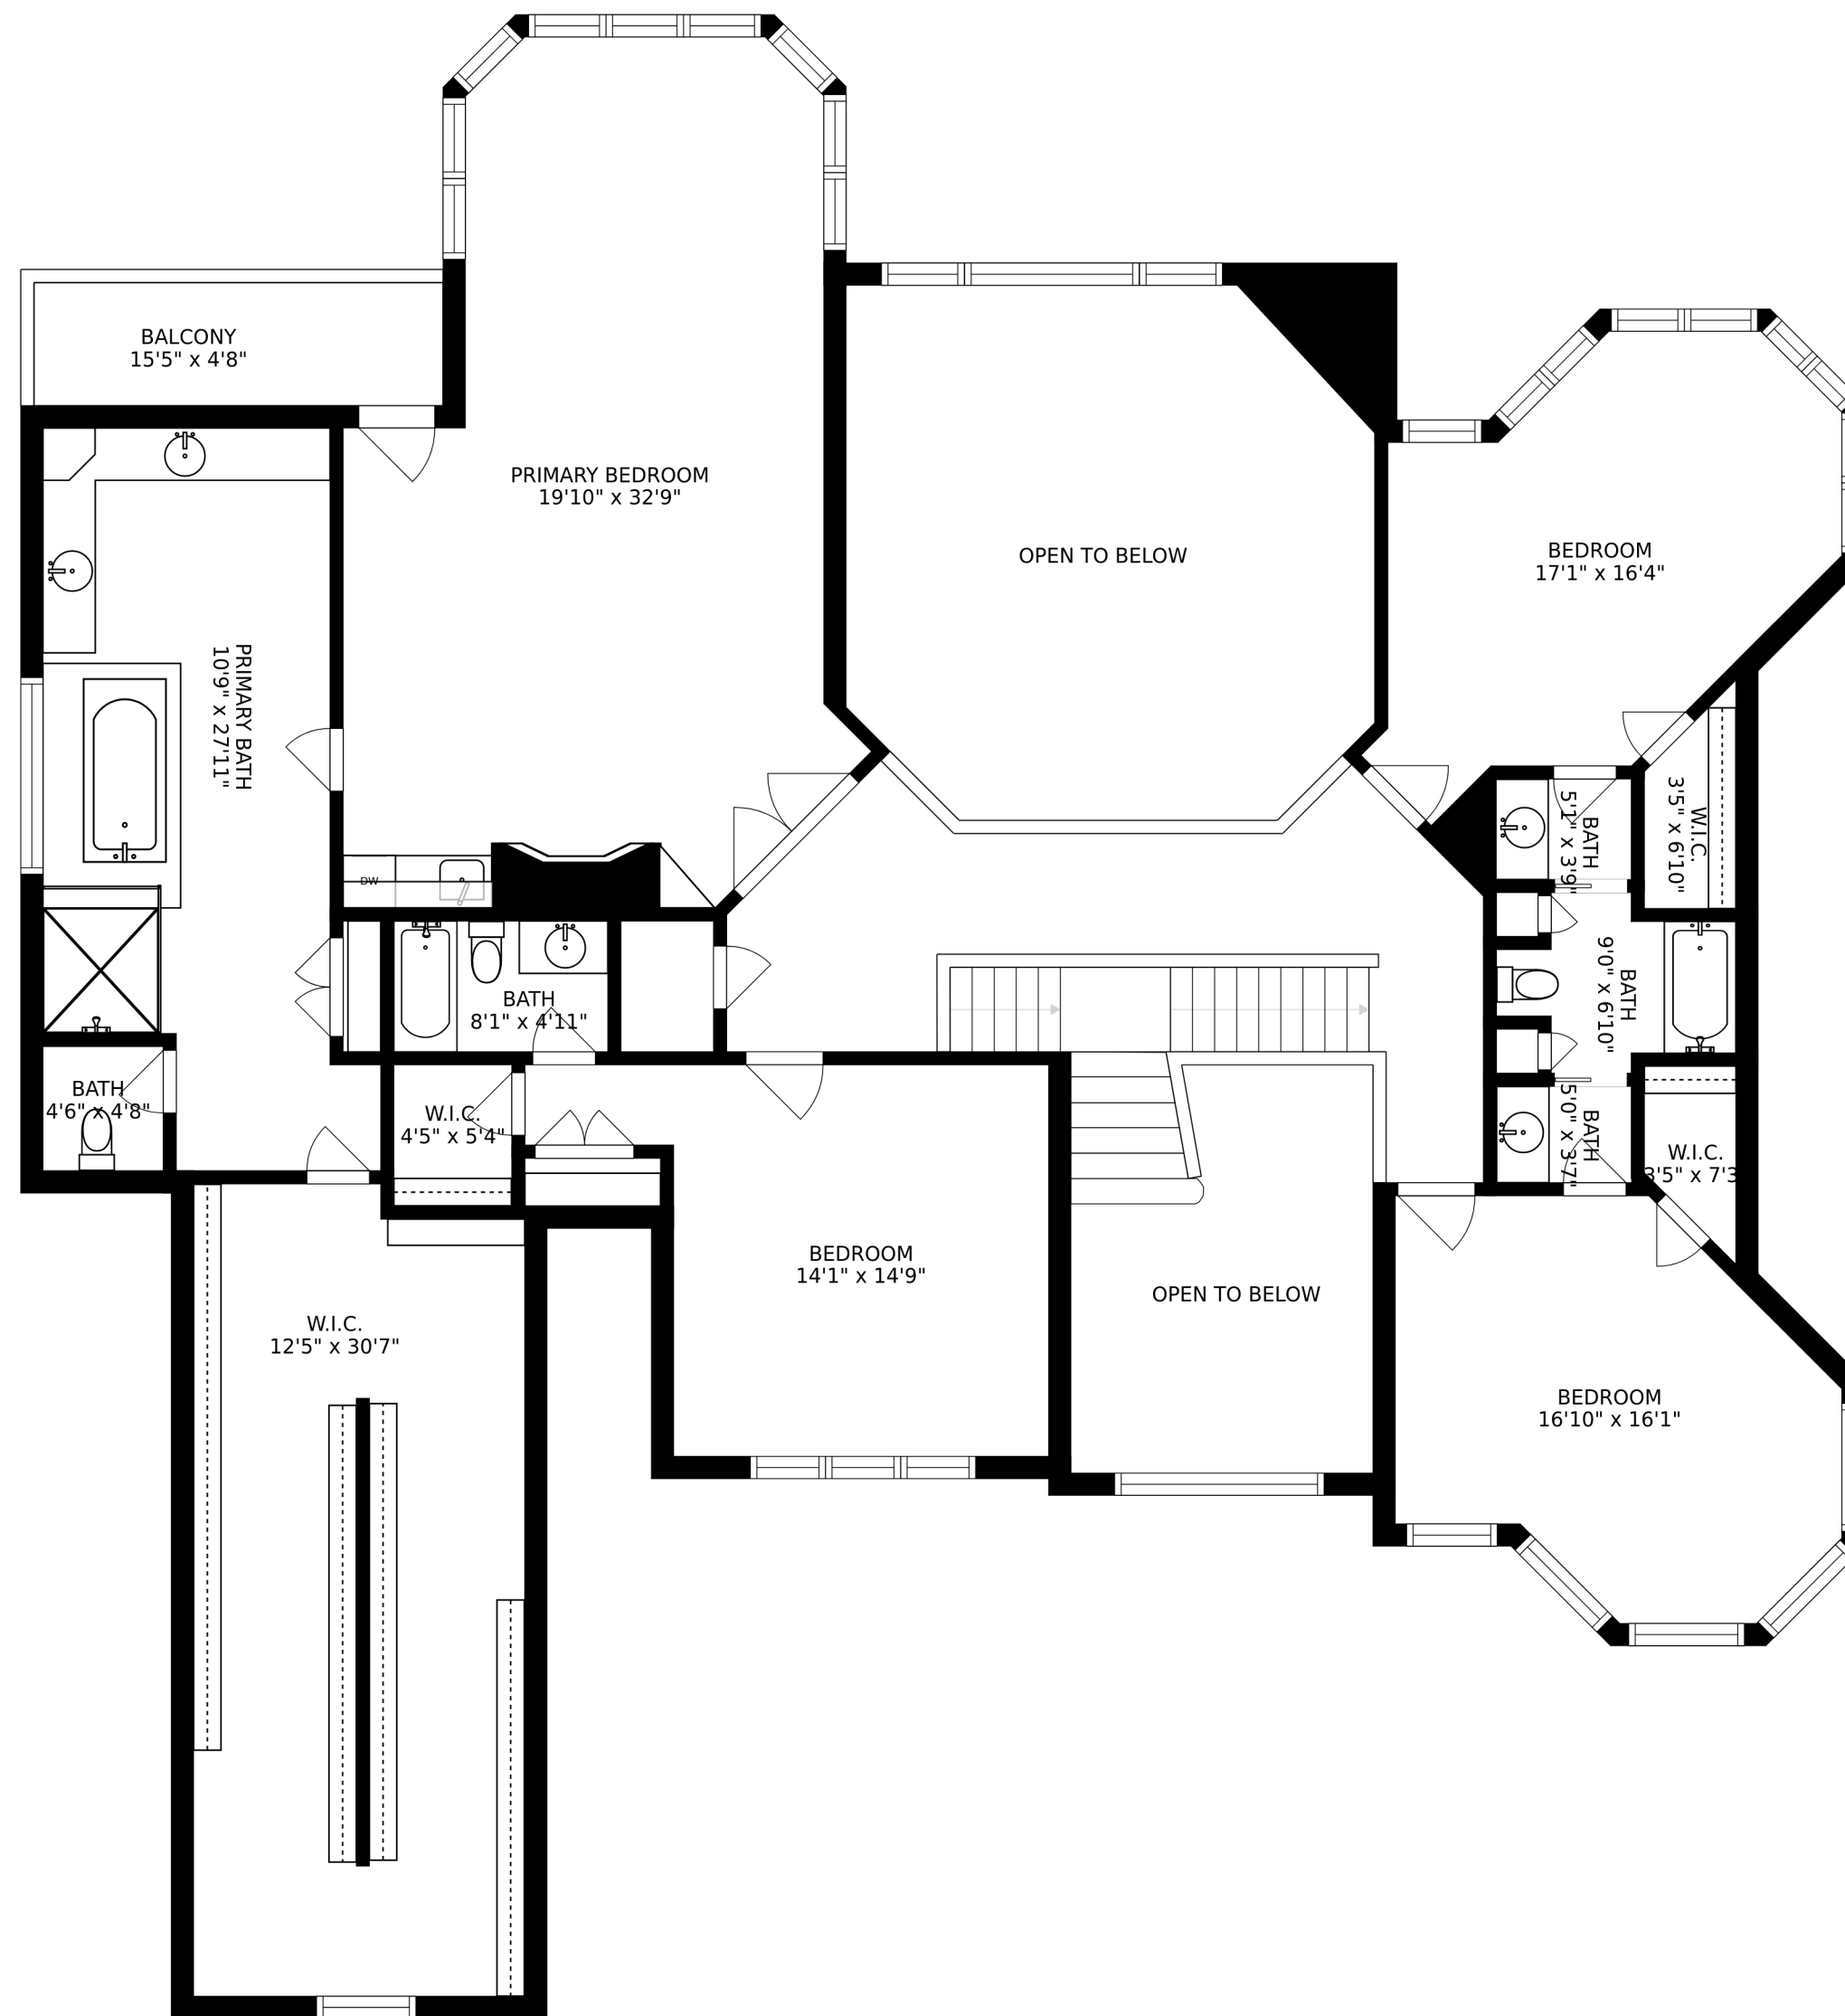 BALCONY
15'5" x 4'8"
PRIMARY BEDROOM
19'10" x 32'9"
OPEN TO BELOW
BEDROOM
17'1" x 16'4"
PRIMARY BATH
10'9" x 27'11"
DW
BATH
5'1" x 3'9"
W.I.C.
3'5" x 6'10"
BATH
8'1" x 4'11"
BATH
9'0" x 6'10"
BATH
4'6" x 4'8"
W.I.C.
4'5" x 5'4"
BATH
5'0" x 3'7"
W.I.C.
3'5" x 7'3
BEDROOM
14'1" x 14'9"
OPEN TO BELOW
W.I.C.
12'5" x 30'7"
BEDROOM
16'10" x 16'1"